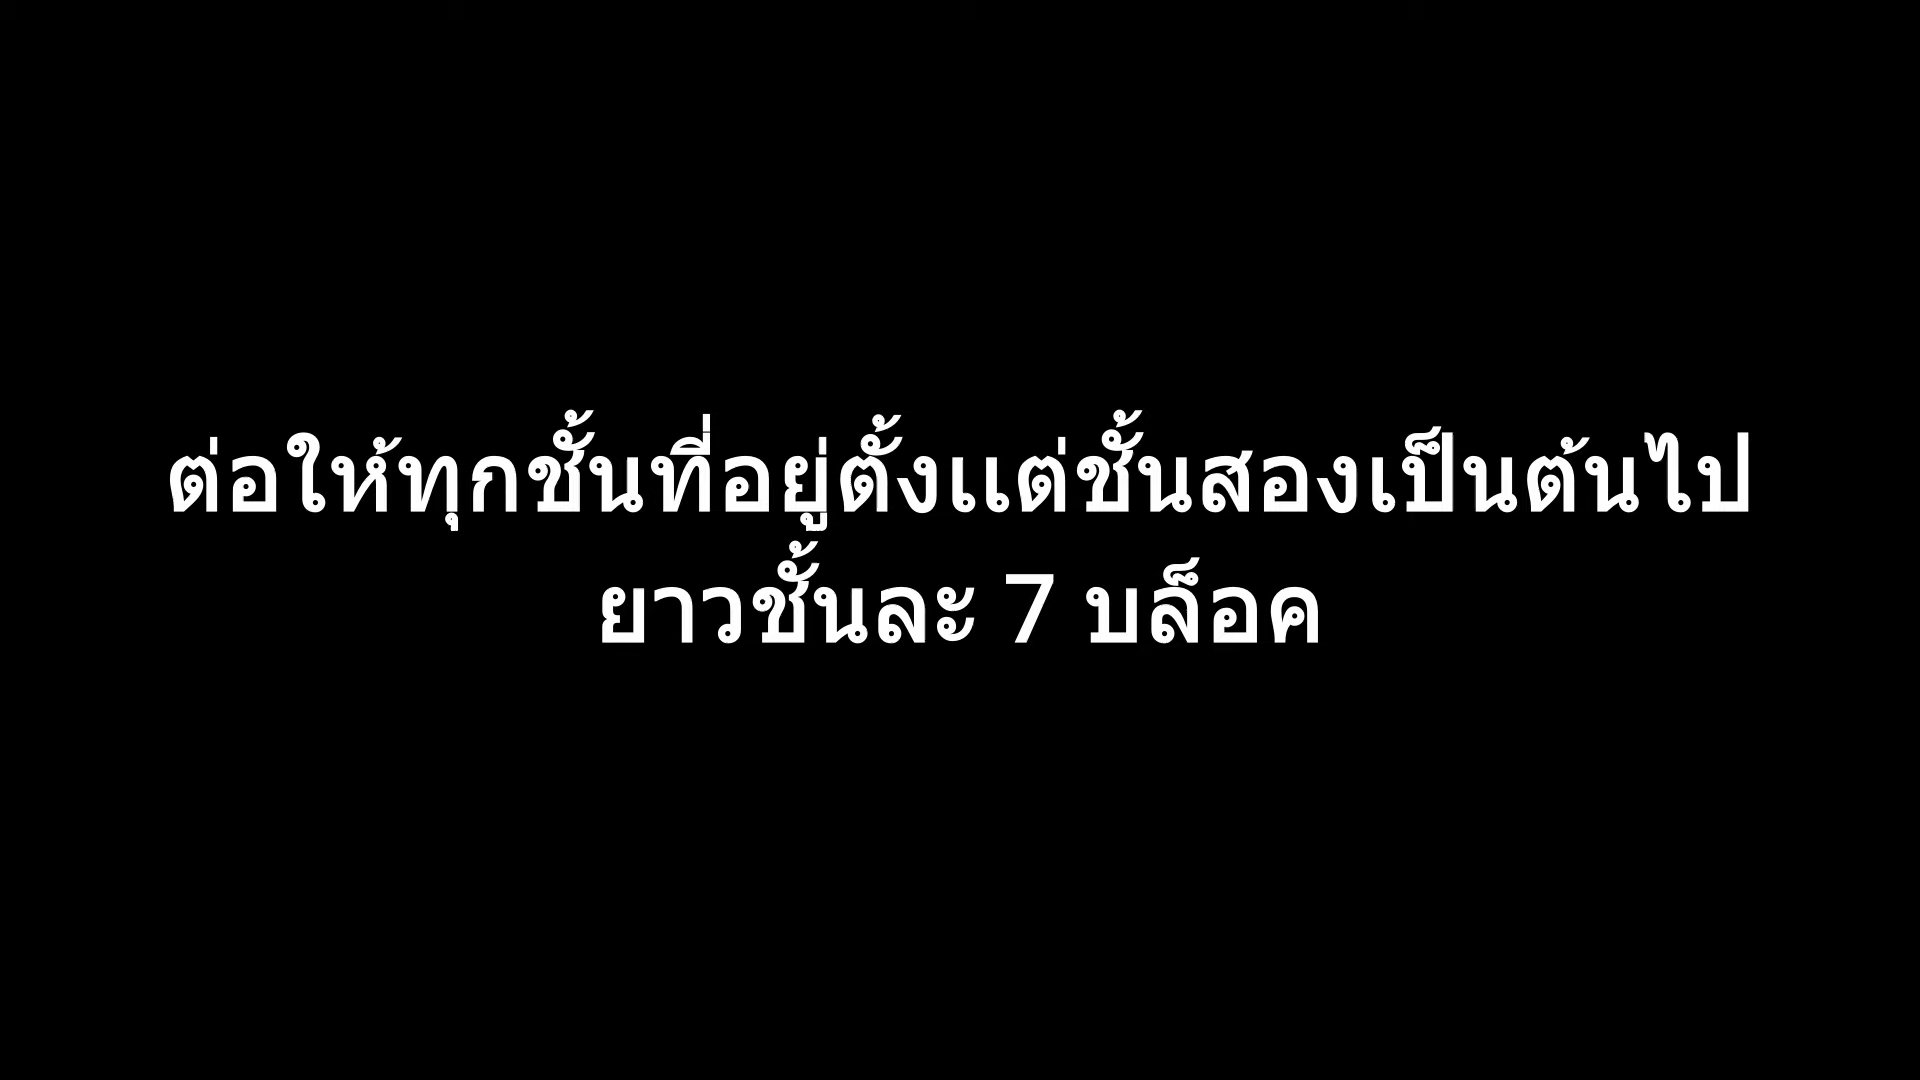 ต่อให้ทุกชั้นที่อยู่ตั้งแต่ชั้นสองเป็นต้นไป
ยาวชั้นละ 7 บล็อค